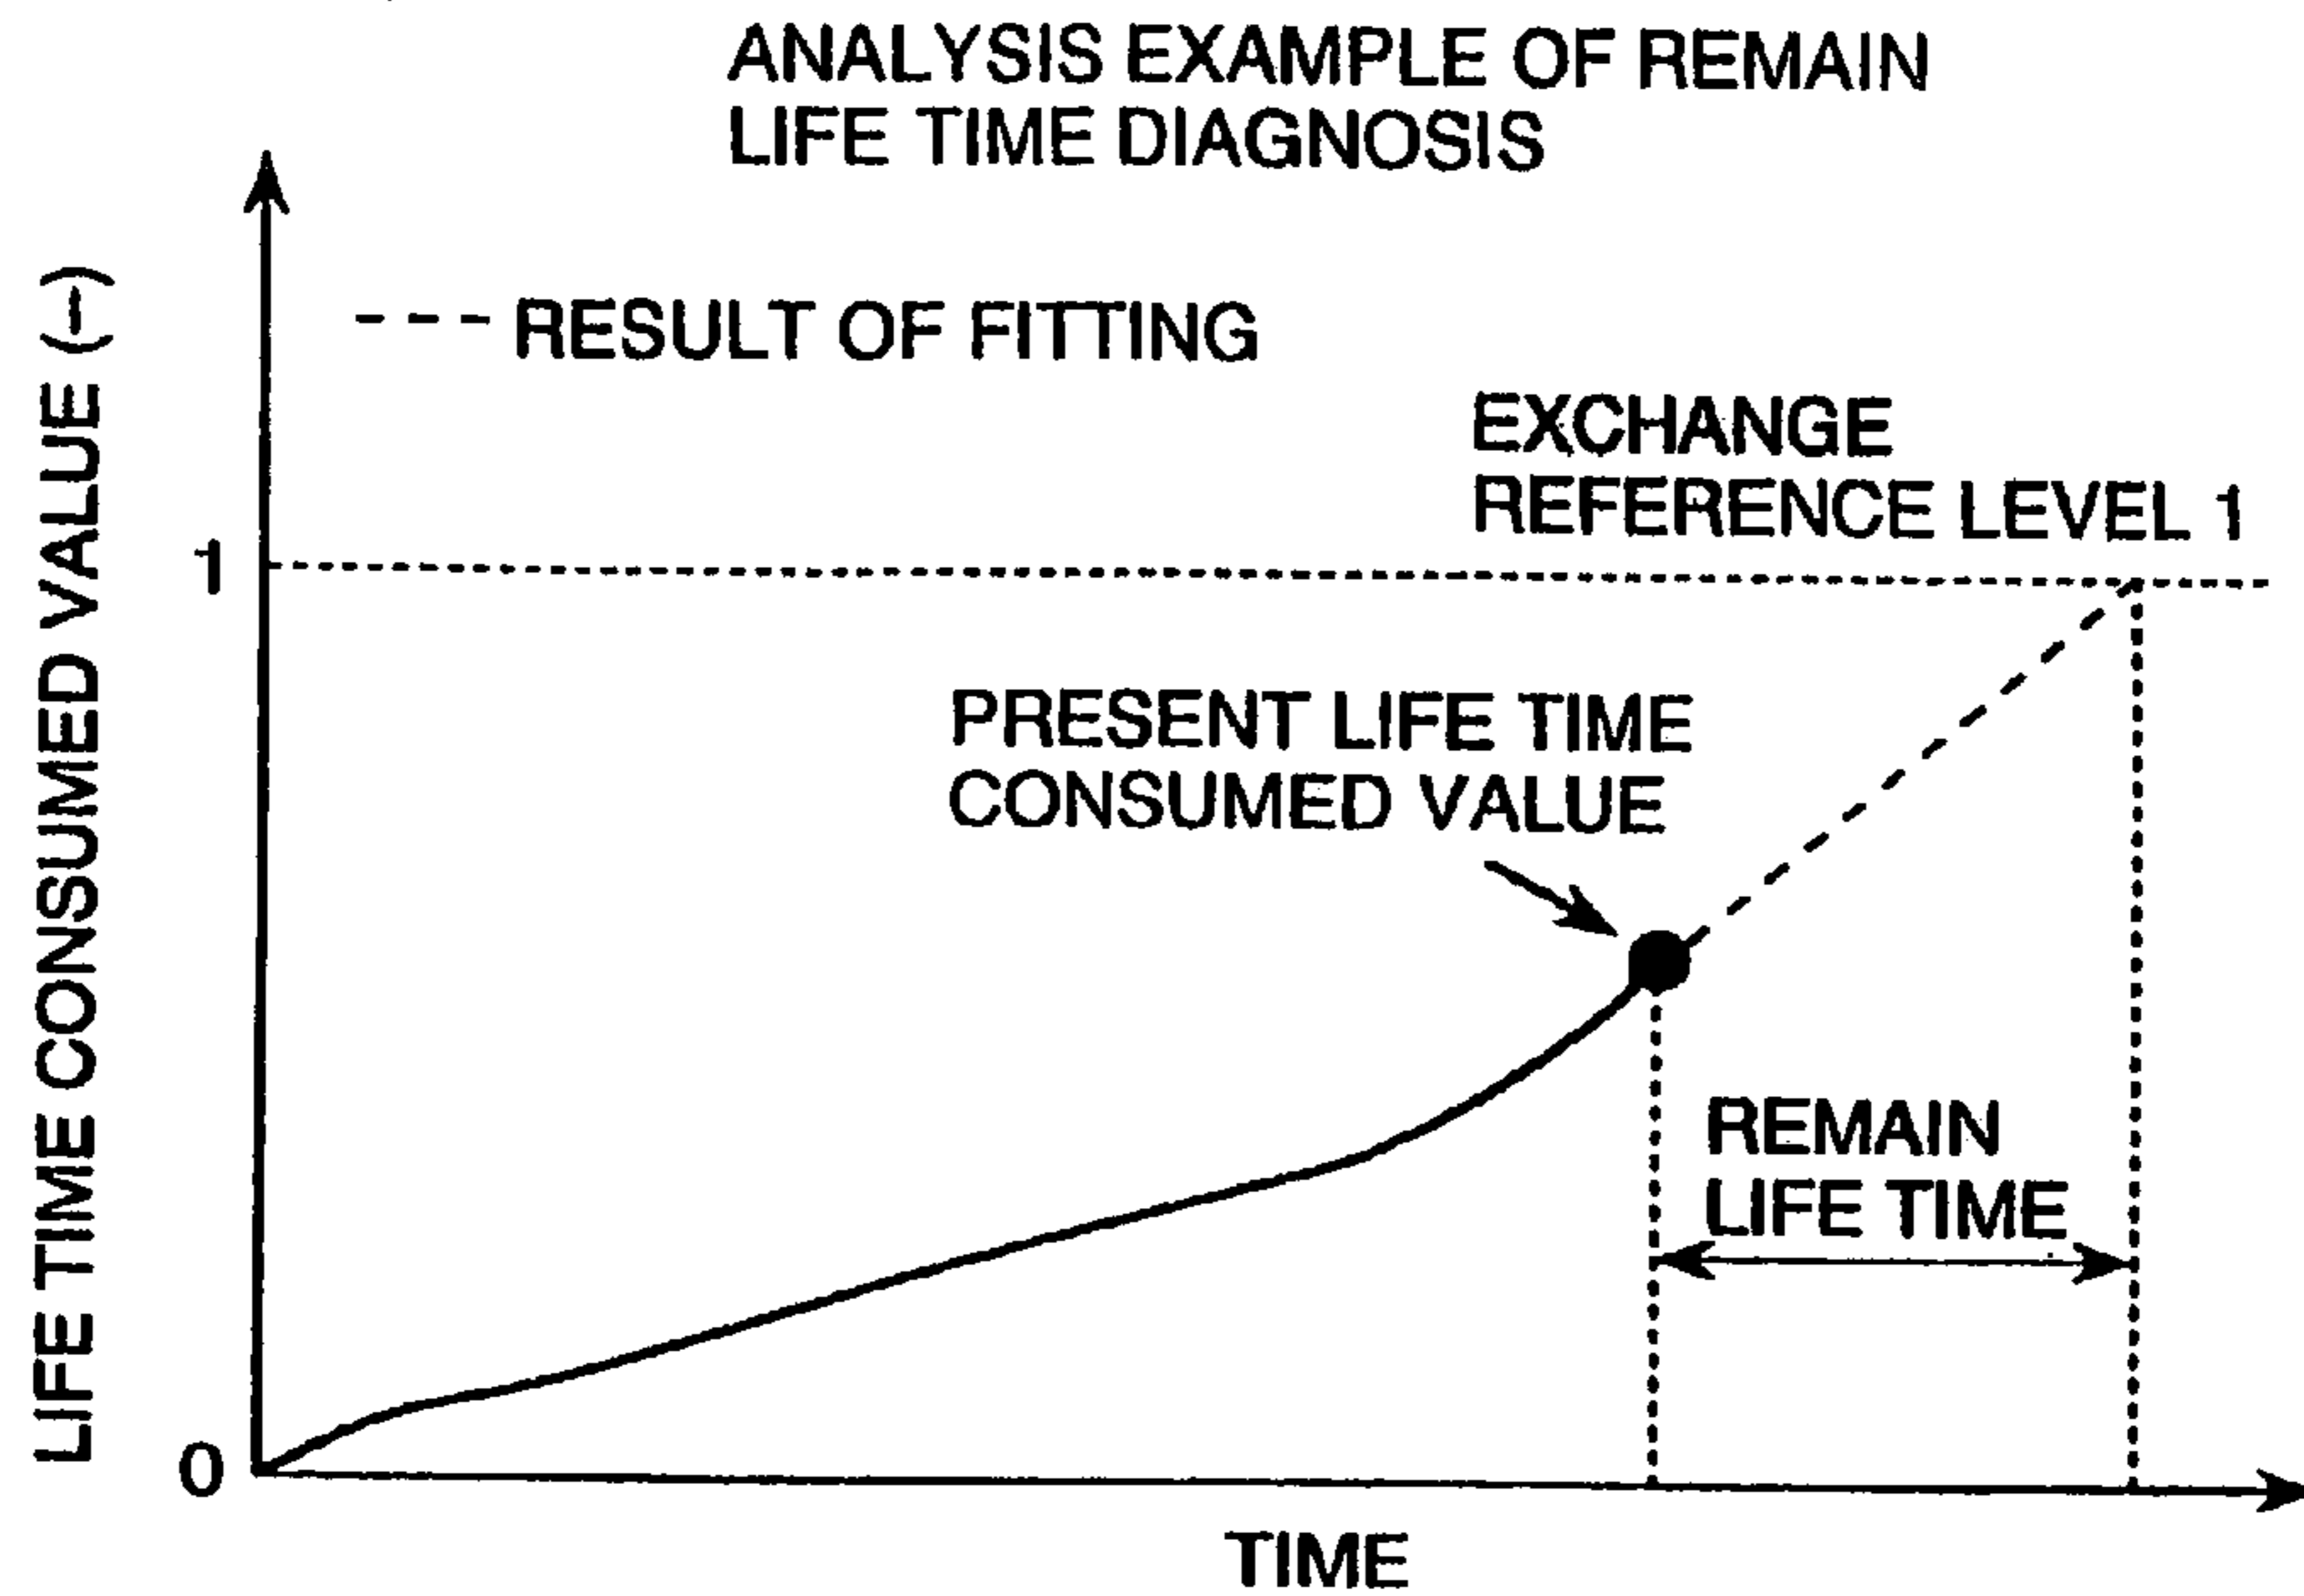 ANALYSIS EXAMPLE OF REMAIN
LIFE TIME DIAGNOSIS
LIFE TIME CONSUMED VALUE (-)
RESULT OF FITTING
EXCHANGE
REFERENCE LEVEL 1
1
PRESENT LIFE TIME
CONSUMED VALUE
REMAIN
LIFE TIME
0
TIME